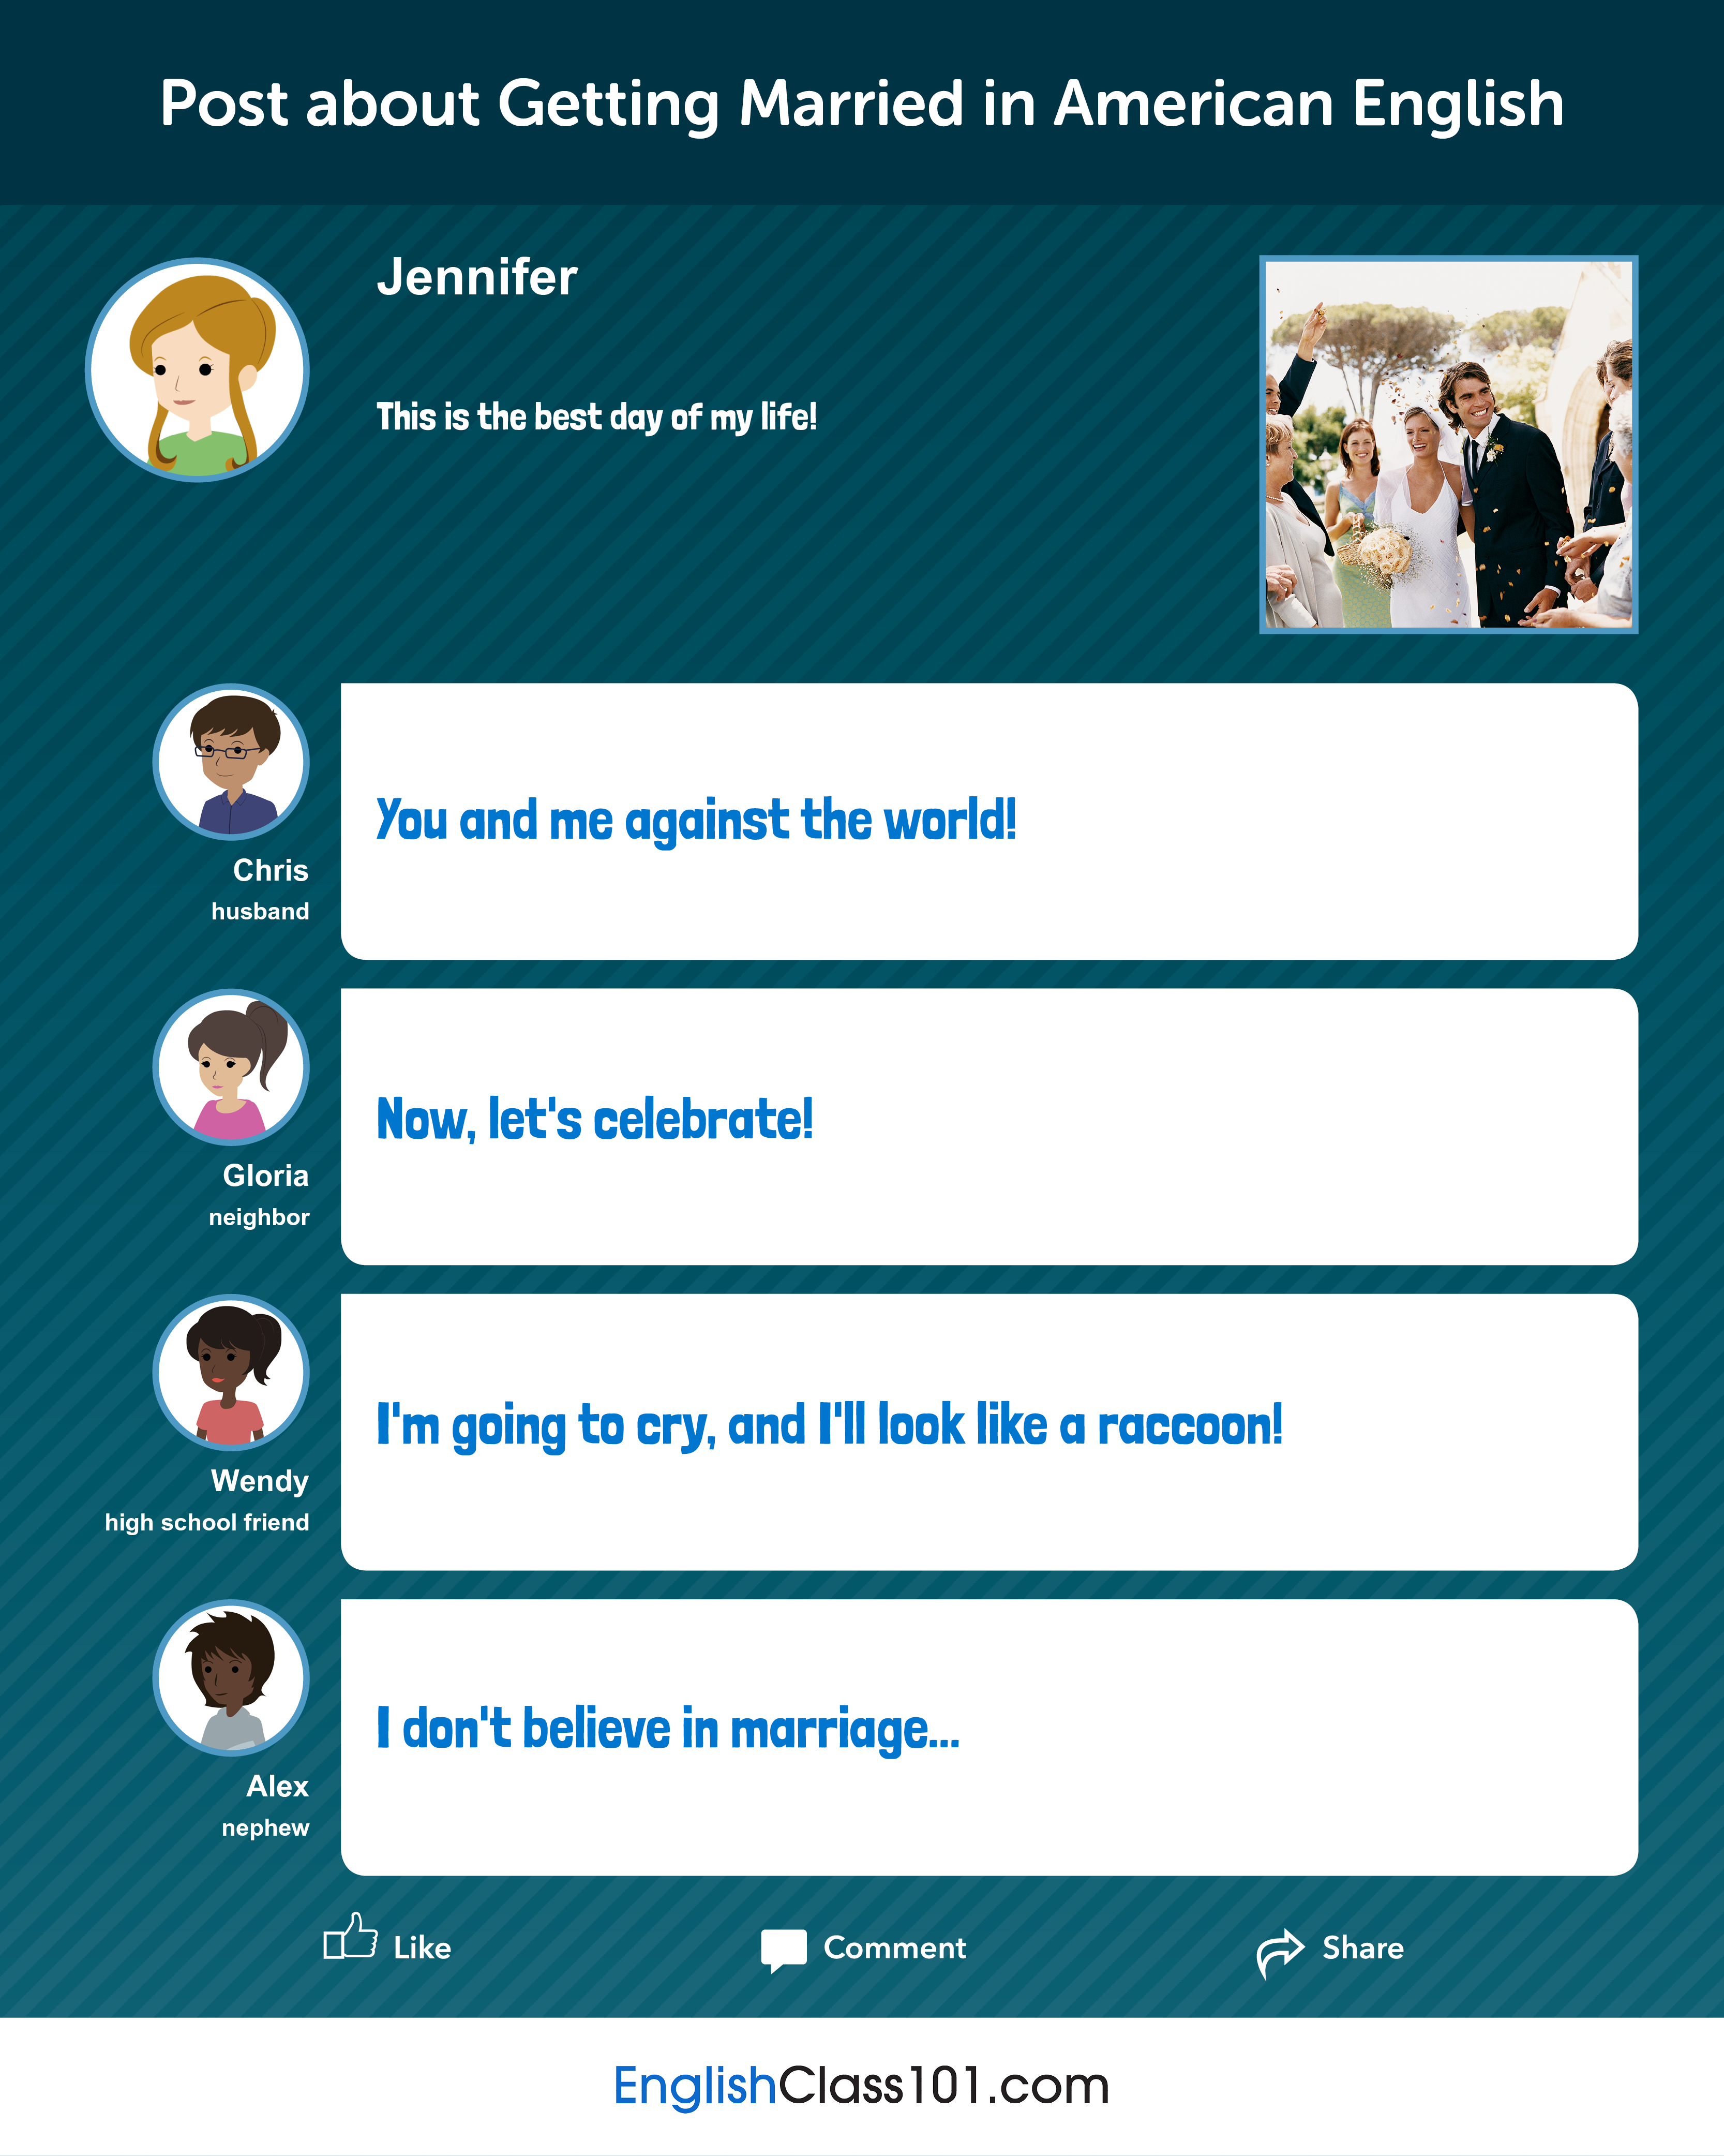 Post about Getting Married in American English
Jennifer
This is the best day of my life!
You and me against the world!
Chris
husband
Now, let's celebrate!
Gloria
neighbor
I'm going to cry, and I'll look like a raccoon!
Wendy
high school friend
I don't believe in marriage...
Alex
nephew
Like
Comment
Share
EnglishClass101.com